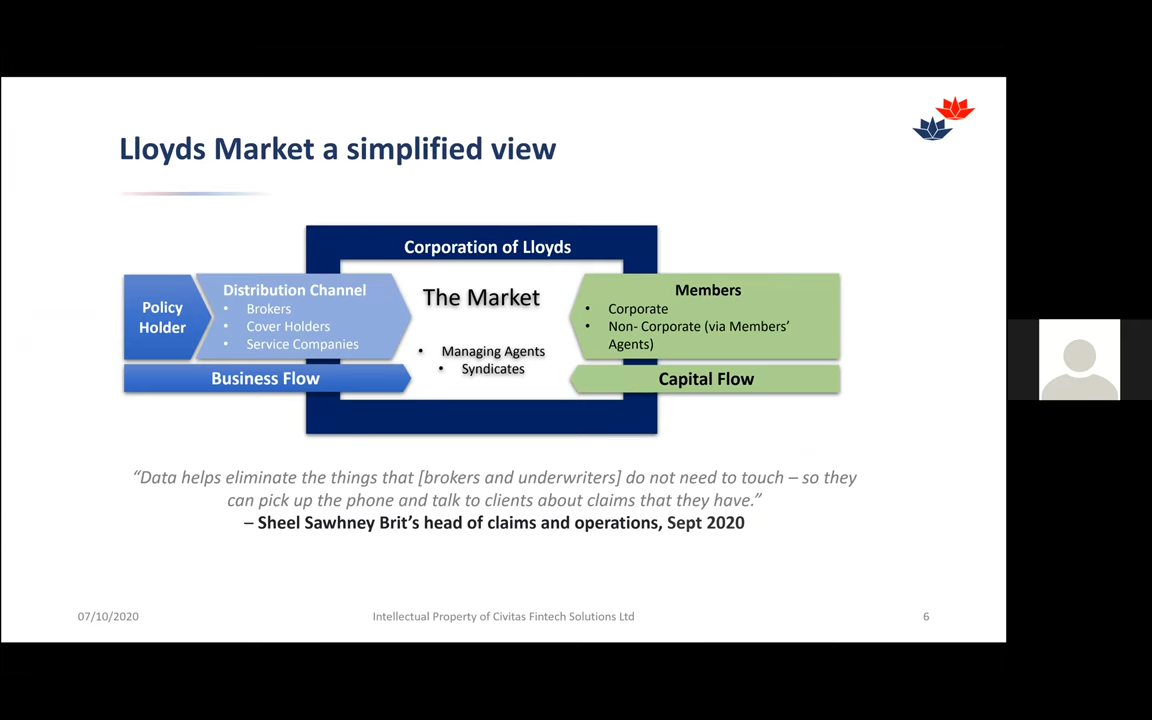 Lloyds Market a simplified view
Corporation of Lloyds
Policy
Holder
Distribution Channel
• Brokers
• Cover Holders
• Service Companies
Business Flow
The Market
• Managing Agents
• Syndicates
Members
• Corporate
• Non- Corporate (via Members’
Agents)
Capital Flow
“Data helps eliminate the things that [brokers and underwriters] do not need to touch – so they
can pick up the phone and talk to clients about claims that they have.”
– Sheel Sawhney Brit’s head of claims and operations, Sept 2020
07/10/2020
Intellectual Property of Civitas Fintech Solutions Ltd
6